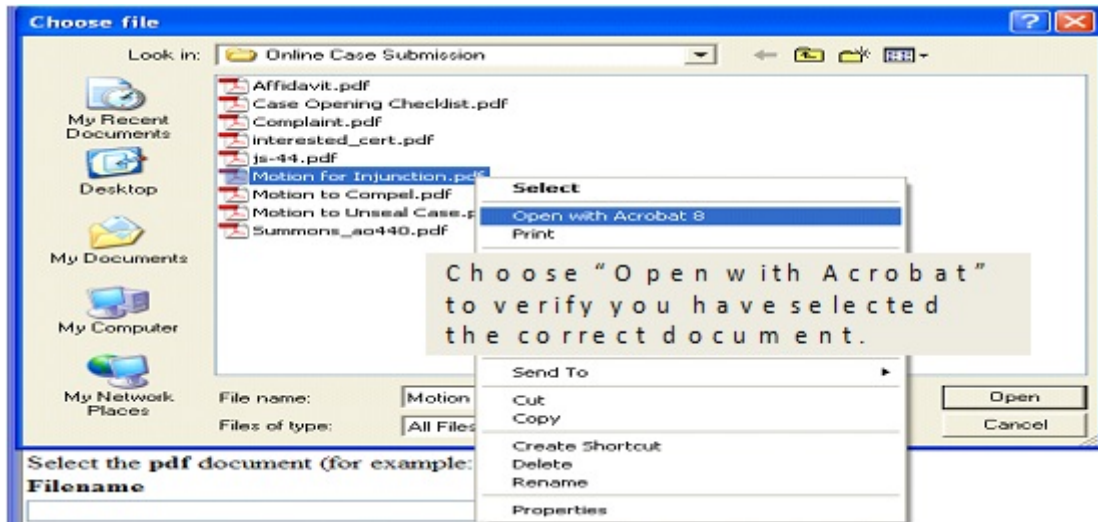 Choose file
Look in: Online Case Submission
My Recent Documents
Desktop
My Documents
My Computer
My Network Places
Affidavit.pdf
Case Opening Checklist.pdf
Complaint.pdf
interested_cert.pdf
js-44.pdf
Motion for Injunction.pdf
Motion to Compel.pdf
Motion to Unseal Case.p
Summons_ao440.pdf
Select
Open with Acrobat 8
Print
Choose “Open with Acrobat”
to verify you have selected
the correct document.
Send To
Cut
Copy
Create Shortcut
Delete
Rename
Properties
File name: Motion
Files of type: All Files
Open
Cancel
Select the pdf document (for example:
Filename